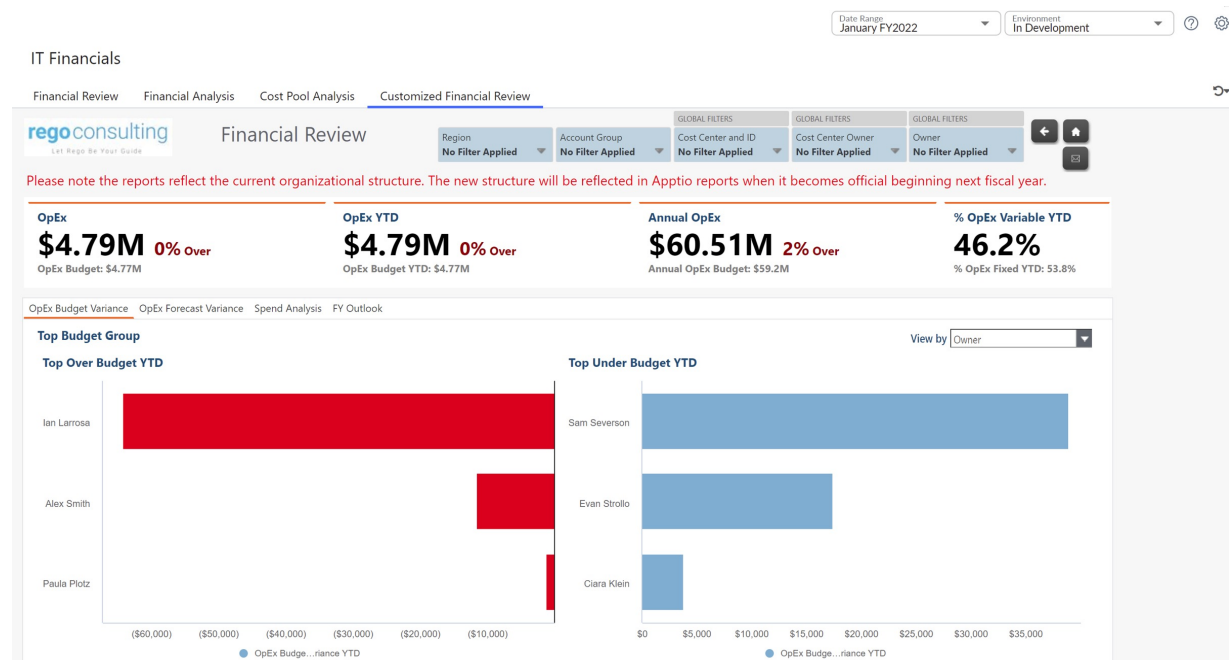 Date Range
January FY2022
Environment
In Development
IT Financials
Financial Review Financial Analysis Cost Pool Analysis Customized Financial Review
regoconsulting
Let Rego Be Your Guide
Financial Review
Region
No Filter Applied
Account Group
No Filter Applied
GLOBAL FILTERS
Cost Center and ID
No Filter Applied
GLOBAL FILTERS
Cost Center Owner
No Filter Applied
GLOBAL FILTERS
Owner
No Filter Applied
Please note the reports reflect the current organizational structure. The new structure will be reflected in Apptio reports when it becomes official beginning next fiscal year.
OpEx
$4.79M 0% Over
OpEx Budget: $4.77M
OpEx YTD
$4.79M 0% Over
OpEx Budget YTD: $4.77M
Annual OpEx
$60.51M 2% Over
Annual OpEx Budget: $59.2M
% OpEx Variable YTD
46.2%
% OpEx Fixed YTD: 53.8%
OpEx Budget Variance OpEx Forecast Variance Spend Analysis FY Outlook
Top Budget Group
View by Owner
Top Over Budget YTD
Ian Larrosa
Alex Smith
Paula Plotz
($60,000) ($50,000) ($40,000) ($30,000) ($20,000) ($10,000)
OpEx Budge...riance YTD
Top Under Budget YTD
Sam Severson
Evan Strollo
Ciara Klein
$0 $5,000 $10,000 $15,000 $20,000 $25,000 $30,000 $35,000
OpEx Budge...riance YTD